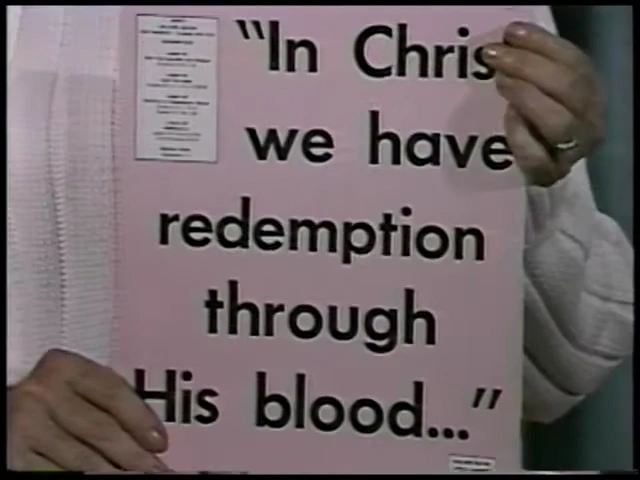 "In Chris
we have
redemption
through
His blood..."